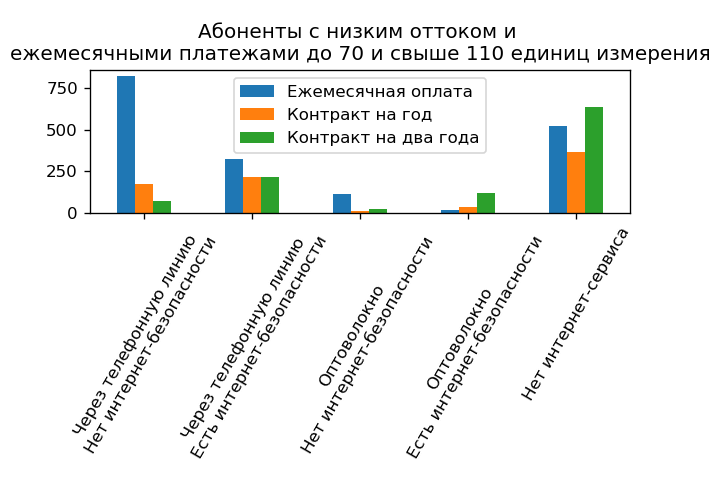 Абоненты с низким оттоком и
ежемесячными платежами до 70 и свыше 110 единиц измерения
750
500
250
0
Ежемесячная оплата
Контракт на год
Контракт на два года
Через телефонную линию
Нет интернет-безопасности
Через телефонную линию
Есть интернет-безопасности
Оптоволокно
Нет интернет-безопасности
Оптоволокно
Есть интернет-безопасности
Нет интернет-сервиса